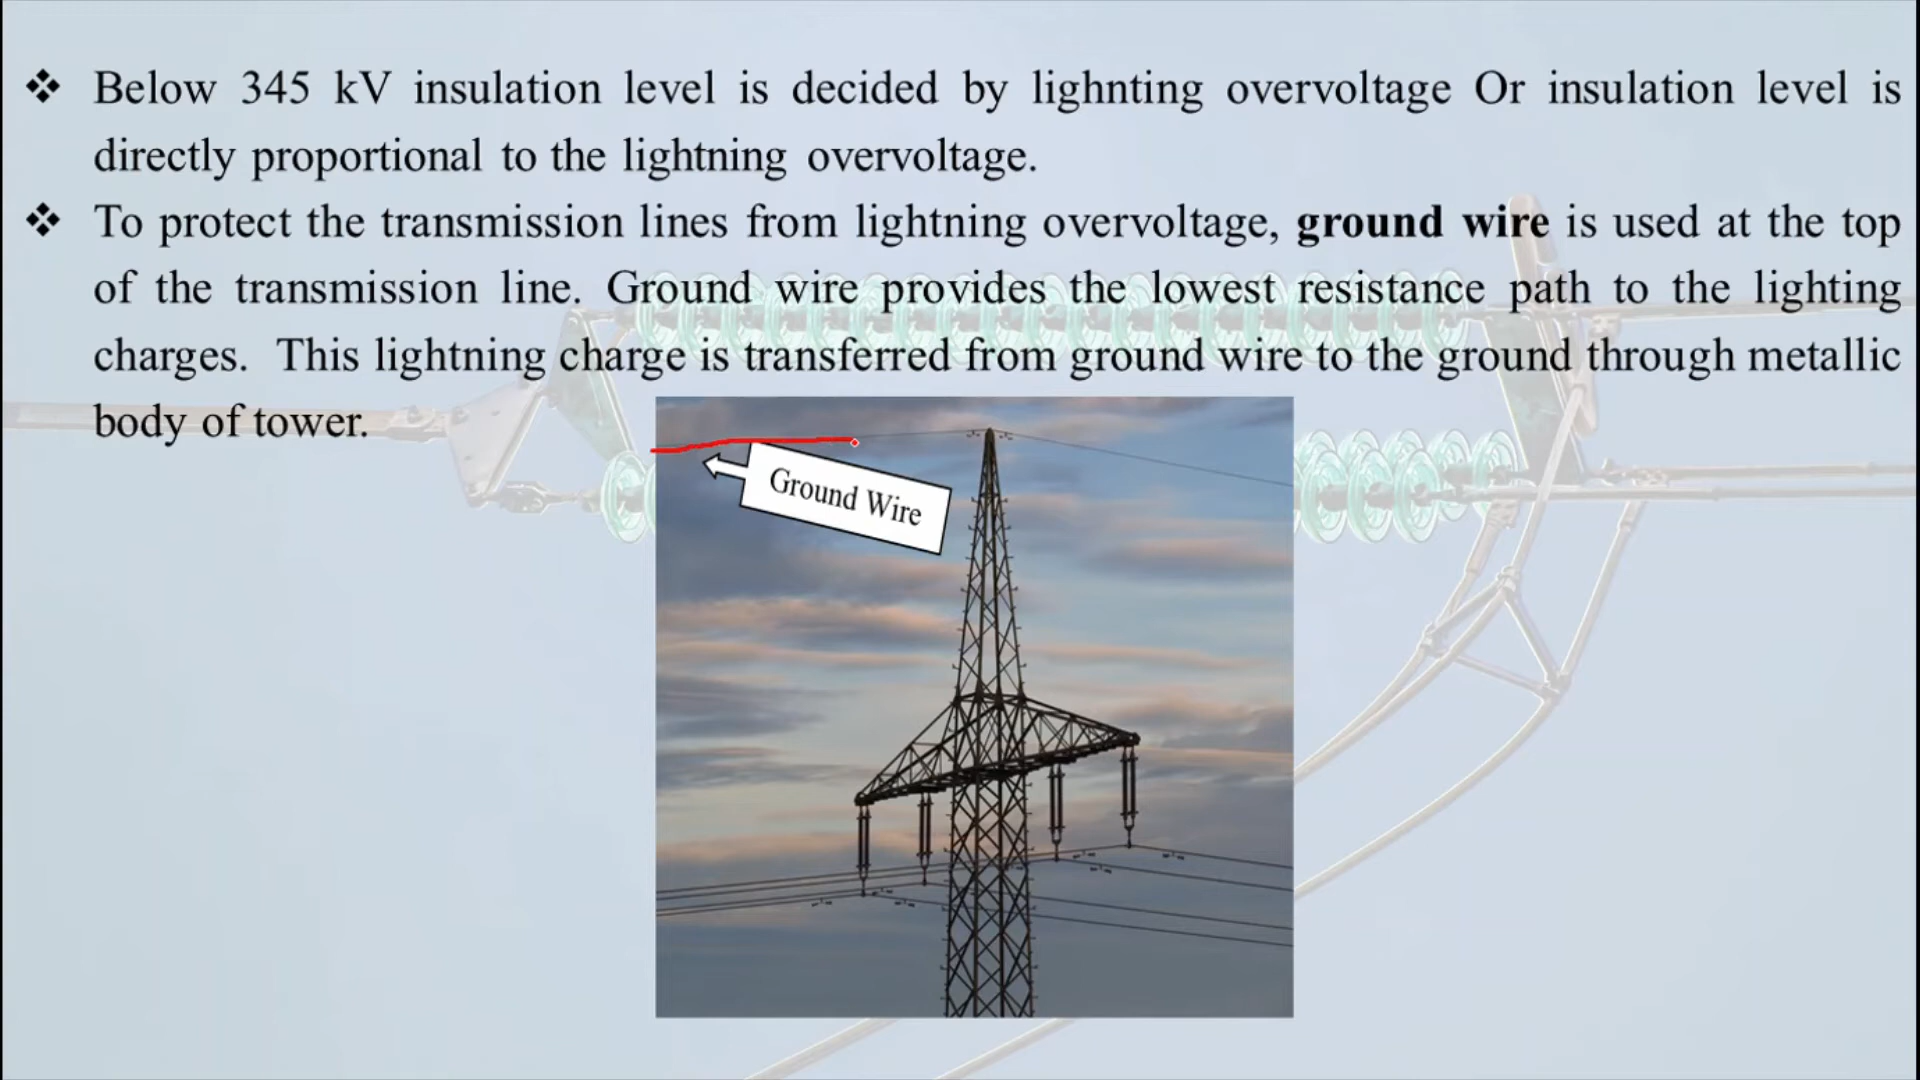 ❖ Below 345 kV insulation level is decided by lighnting overvoltage Or insulation level is
directly proportional to the lightning overvoltage.
❖ To protect the transmission lines from lightning overvoltage, ground wire is used at the top
of the transmission line. Ground wire provides the lowest resistance path to the lighting
charges. This lightning charge is transferred from ground wire to the ground through metallic
body of tower.
Ground Wire